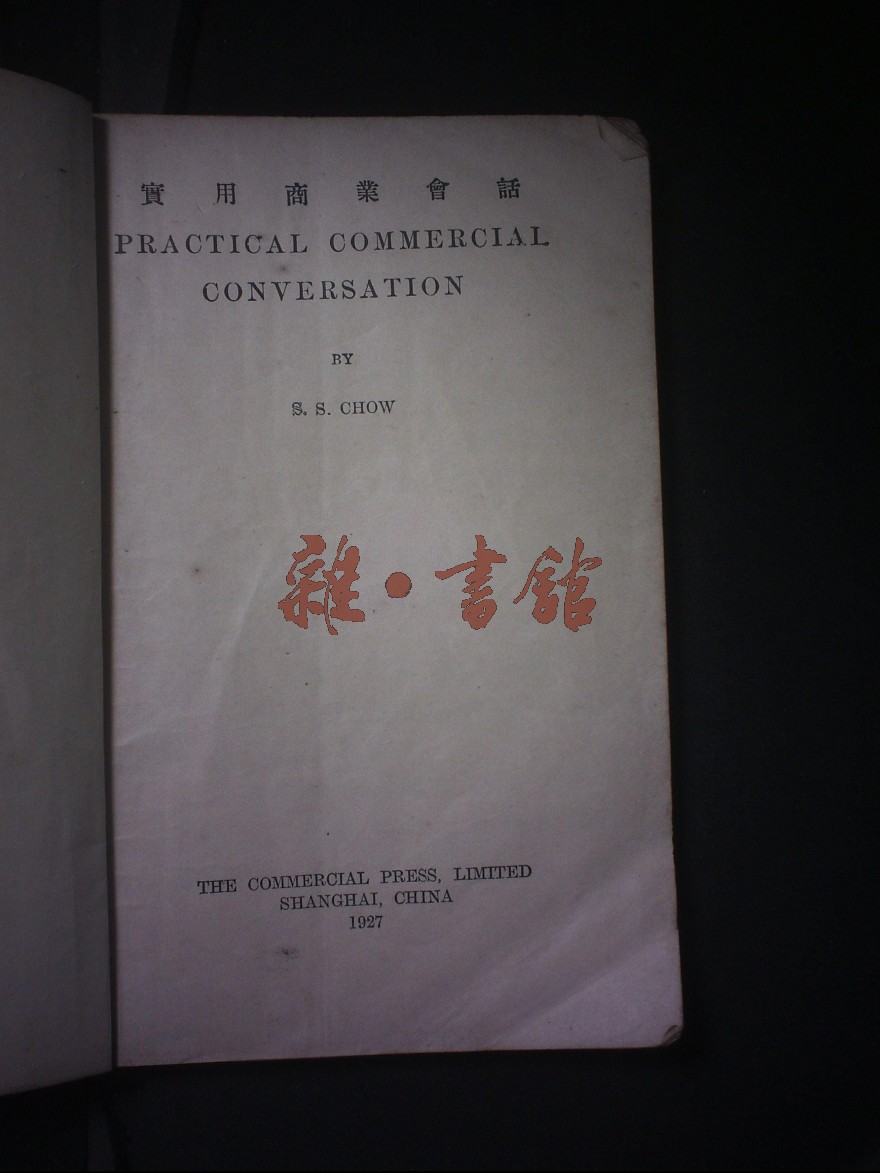 實用商業會話
PRACTICAL COMMERCIAL
CONVERSATION
BY
S. S. CHOW
雜·書館
THE COMMERCIAL PRESS, LIMITED
SHANGHAI, CHINA
1927